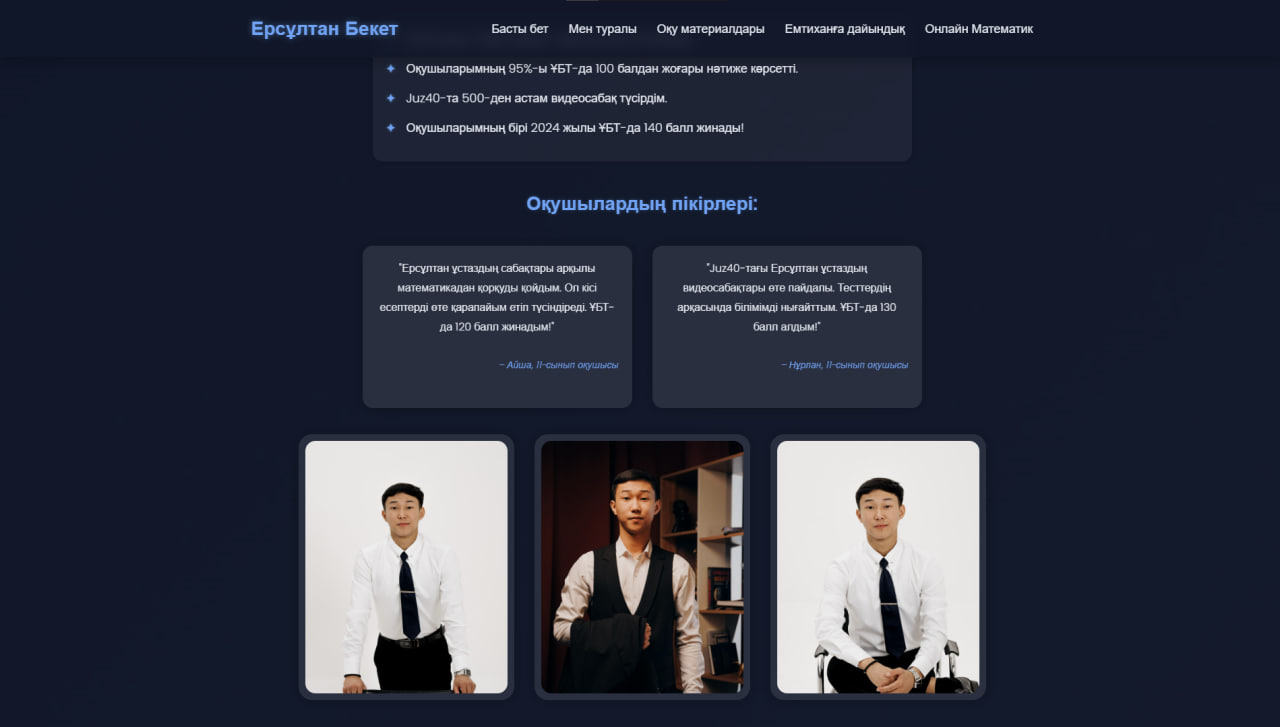 Ерсұлтан Бекет
Басты бет Мен туралы Оқу материалдары Емтиханға дайындық Онлайн Математик
Оқушыларымның 95%-ы ҰБТ-да 100 балдан жоғары нәтиже көрсетті.
Juz40-та 500-ден астам видеосабақ түсірдім.
Оқушыларымның бірі 2024 жылы ҰБТ-да 140 балл жинады!
Оқушылардың пікірлері:
"Ерсұлтан ұстаздың сабақтары арқылы
математикадан қорқуды қойдым. Ол кісі
есептерді өте қарапайым етіп түсіндіреді. ҰБТ-
да 120 балл жинадым!"
– Айша, 11-сынып оқушысы
"Juz40-тағы Ерсұлтан ұстаздың
видеосабақтары өте пайдалы. Тесттердің
арқасында білімімді нығайттым. ҰБТ-да 130
балл алдым!"
– Нұрлан, 11-сынып оқушысы